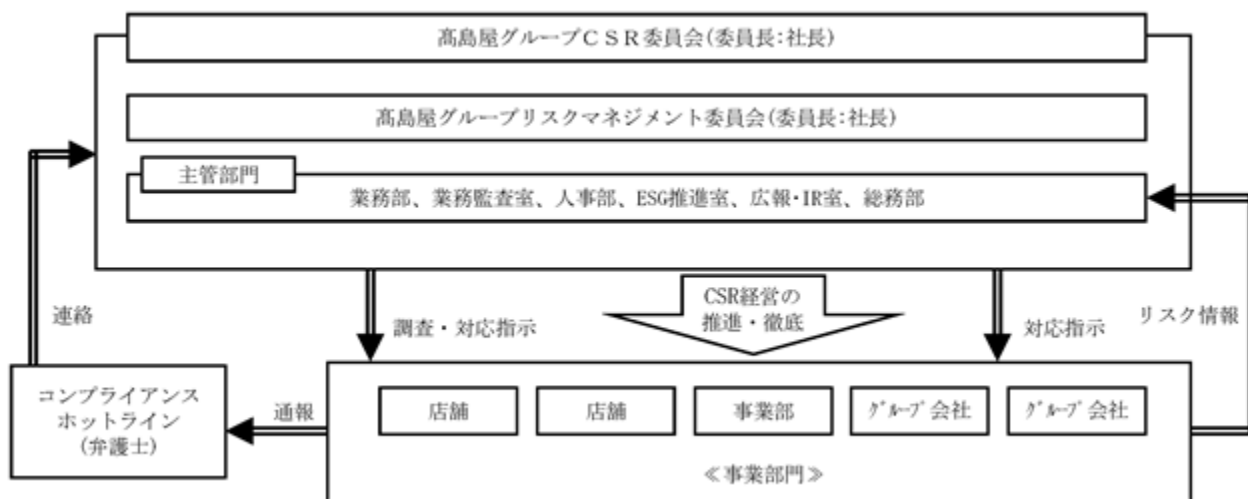 髙島屋グループＣＳＲ委員会(委員長:社長)
髙島屋グループリスクマネジメント委員会(委員長:社長)
主管部門
業務部、業務監査室、人事部、ESG推進室、広報・IR室、総務部
連絡
調査・対応指示
CSR経営の
推進・徹底
対応指示
リスク情報
コンプライアンス
ホットライン
(弁護士)
通報
店舗
店舗
事業部
ｸﾞﾙｰﾌﾟ会社
ｸﾞﾙｰﾌﾟ会社
≪事業部門≫